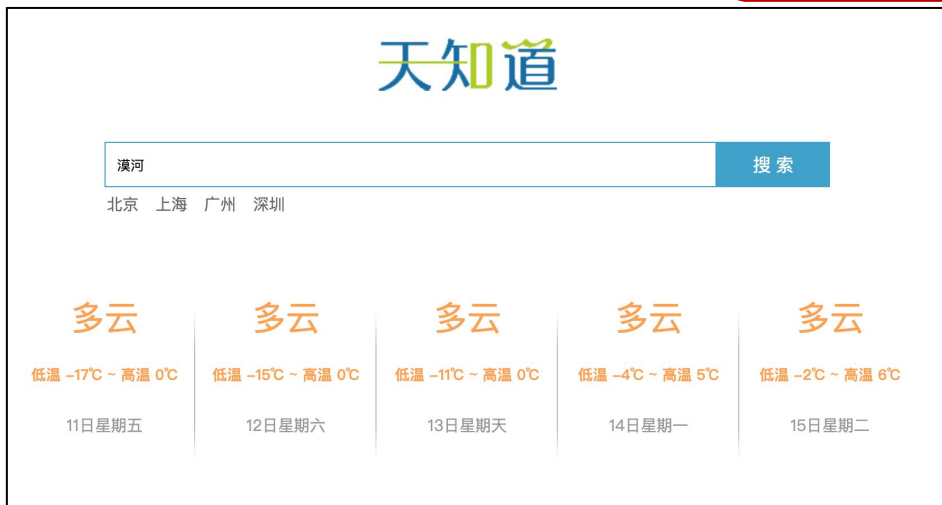 天知道
漠河
搜索
北京 上海 广州 深圳
多云 多云 多云 多云 多云
低温 -17℃ ~ 高温 0℃ 低温 -15℃ ~ 高温 0℃ 低温 -11℃ ~ 高温 0℃ 低温 -4℃ ~ 高温 5℃ 低温 -2℃ ~ 高温 6℃
11日星期五 12日星期六 13日星期天 14日星期一 15日星期二